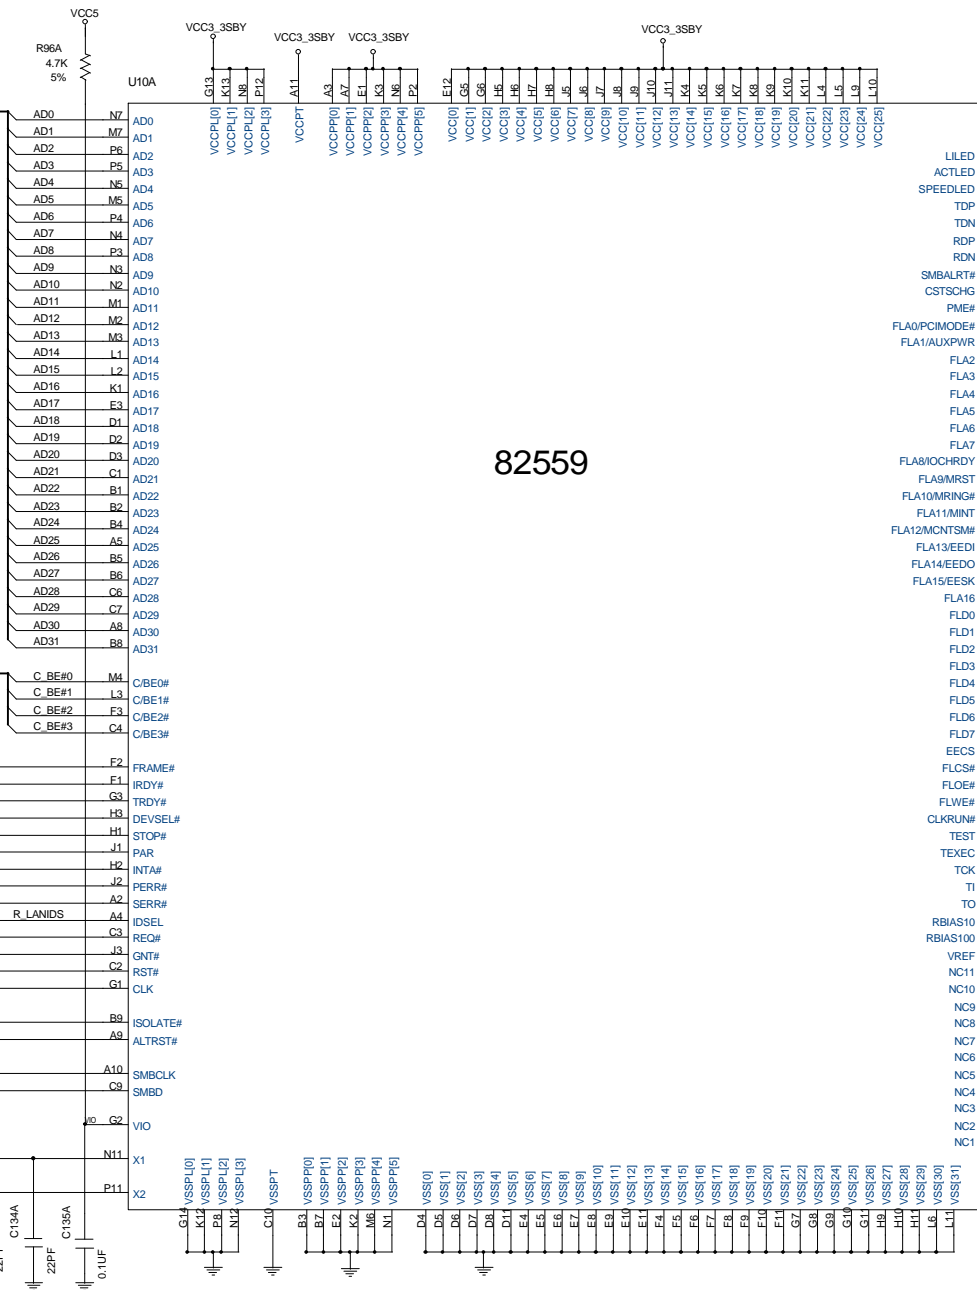 VCC5
R96A
4.7K
5%
U10A
VCC3_3SBY
VCC3_3SBY
VCC3_3SBY
VCC3_3SBY
G13 K13 N8 P12
A11
A3 A7 E1 K3 N6 P2
E12 G5 G6 H5 H6 H7 H8 J5 J6 J7 J8 J9 J10 J11 K4 K5 K6 K7 K8 K9 K10 K11 L4 L5 L9 L10
VCCPL[0] VCCPL[1] VCCPL[2] VCCPL[3]
VCCPT
VCCPP[0] VCCPP[1] VCCPP[2] VCCPP[3] VCCPP[4] VCCPP[5]
VCC[0] VCC[1] VCC[2] VCC[3] VCC[4] VCC[5] VCC[6] VCC[7] VCC[8] VCC[9] VCC[10] VCC[11] VCC[12] VCC[13] VCC[14] VCC[15] VCC[16] VCC[17] VCC[18] VCC[19] VCC[20] VCC[21] VCC[22] VCC[23] VCC[24] VCC[25]
AD0 N7 AD0
AD1 M7 AD1
AD2 P6 AD2
AD3 P5 AD3
AD4 N5 AD4
AD5 M5 AD5
AD6 P4 AD6
AD7 N4 AD7
AD8 P3 AD8
AD9 N3 AD9
AD10 N2 AD10
AD11 M1 AD11
AD12 M2 AD12
AD13 M3 AD13
AD14 L1 AD14
AD15 L2 AD15
AD16 K1 AD16
AD17 E3 AD17
AD18 D1 AD18
AD19 D2 AD19
AD20 D3 AD20
AD21 C1 AD21
AD22 B1 AD22
AD23 B2 AD23
AD24 B4 AD24
AD25 A5 AD25
AD26 B5 AD26
AD27 B6 AD27
AD28 C6 AD28
AD29 C7 AD29
AD30 A8 AD30
AD31 B8 AD31
C_BE#0 M4 C/BE0#
C_BE#1 L3 C/BE1#
C_BE#2 F3 C/BE2#
C_BE#3 C4 C/BE3#
F2 FRAME#
F1 IRDY#
G3 TRDY#
H3 DEVSEL#
H1 STOP#
J1 PAR
H2 INTA#
J2 PERR#
A2 SERR#
R_LANIDS A4 IDSEL
C3 REQ#
J3 GNT#
C2 RST#
G1 CLK
B9 ISOLATE#
A9 ALTRST#
A10 SMBCLK
C9 SMBD
VIO G2 VIO
N11 X1
P11 X2
82559
LILED
ACTLED
SPEEDLED
TDP
TDN
RDP
RDN
SMBALRT#
CSTSCHG
PME#
FLA0/PCIMODE#
FLA1/AUXPWR
FLA2
FLA3
FLA4
FLA5
FLA6
FLA7
FLA8/IOCHRDY
FLA9/MRST
FLA10/MRING#
FLA11/MINT
FLA12/MCNTSM#
FLA13/EEDI
FLA14/EEDO
FLA15/EESK
FLA16
FLD0
FLD1
FLD2
FLD3
FLD4
FLD5
FLD6
FLD7
EECS
FLCS#
FLOE#
FLWE#
CLKRUN#
TEST
TEXEC
TCK
TI
TO
RBIAS10
RBIAS100
VREF
NC11
NC10
NC9
NC8
NC7
NC6
NC5
NC4
NC3
NC2
NC1
VSSPL[0] VSSPL[1] VSSPL[2] VSSPL[3]
VSSPT
VSSPP[0] VSSPP[1] VSSPP[2] VSSPP[3] VSSPP[4] VSSPP[5]
VSS[0] VSS[1] VSS[2] VSS[3] VSS[4] VSS[5] VSS[6] VSS[7] VSS[8] VSS[9] VSS[10] VSS[11] VSS[12] VSS[13] VSS[14] VSS[15] VSS[16] VSS[17] VSS[18] VSS[19] VSS[20] VSS[21] VSS[22] VSS[23] VSS[24] VSS[25] VSS[26] VSS[27] VSS[28] VSS[29] VSS[30] VSS[31]
G14 K12 P8 N12
C10
B3 B7 E2 K2 M6 N1
D4 D5 D6 D7 D8 D11 E4 E5 E6 E7 E8 E9 E10 E11 F4 F5 F6 F7 F8 F9 F10 F11 G7 G8 G9 G10 G11 H9 H10 H11 L6 L11
C134A
22PF
C135A
0.1UF